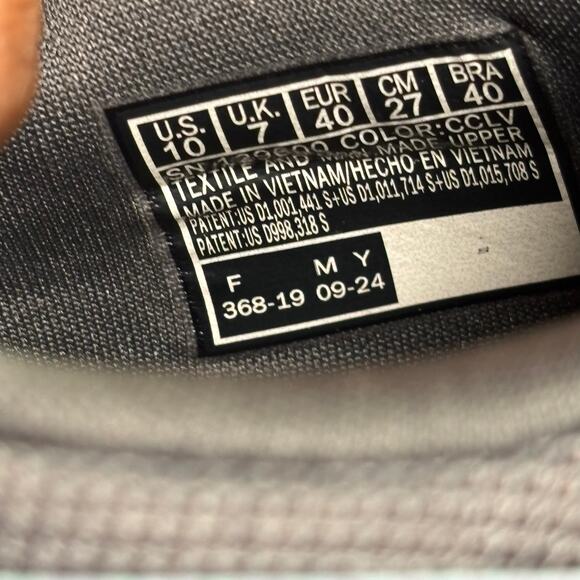 U.S. U.K. EUR CM BRA
10 7 40 27 40
COLOR: CCLV
TEXTILE AND MADE UPPER
MADE IN VIETNAM/HECHO EN VIETNAM
PATENT:US D1,001,441 S+US D1,011,714 S+US D1,015,708 S
PATENT:US D998,318 S
F M Y
368-19 09-24